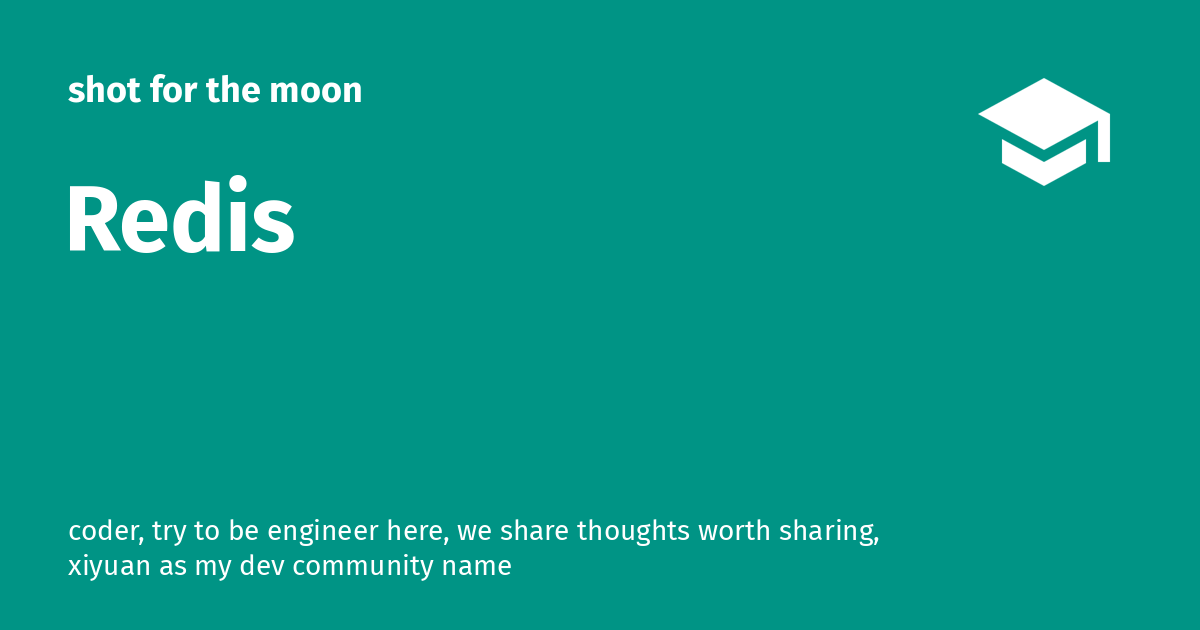 shot for the moon
Redis
coder, try to be engineer here, we share thoughts worth sharing,
xiyuan as my dev community name